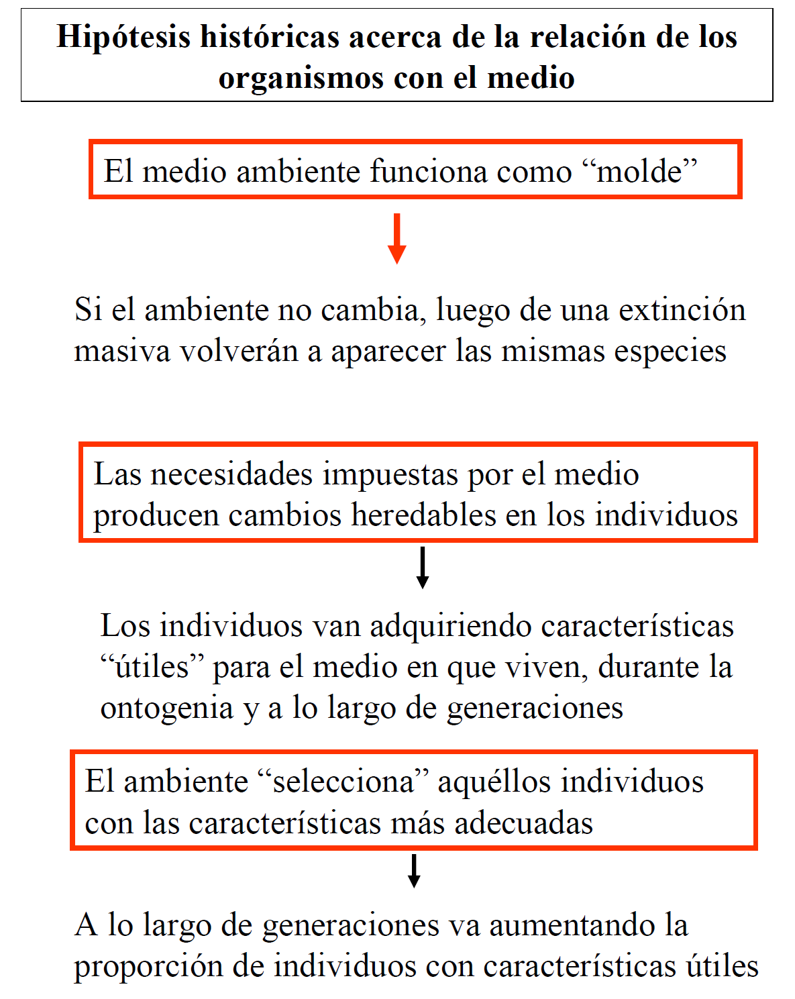 Hipótesis históricas acerca de la relación de los
organismos con el medio
El medio ambiente funciona como “molde”
Si el ambiente no cambia, luego de una extinción
masiva volverán a aparecer las mismas especies
Las necesidades impuestas por el medio
producen cambios heredables en los individuos
Los individuos van adquiriendo características
“útiles” para el medio en que viven, durante la
ontogenia y a lo largo de generaciones
El ambiente “selecciona” aquéllos individuos
con las características más adecuadas
A lo largo de generaciones va aumentando la
proporción de individuos con características útiles